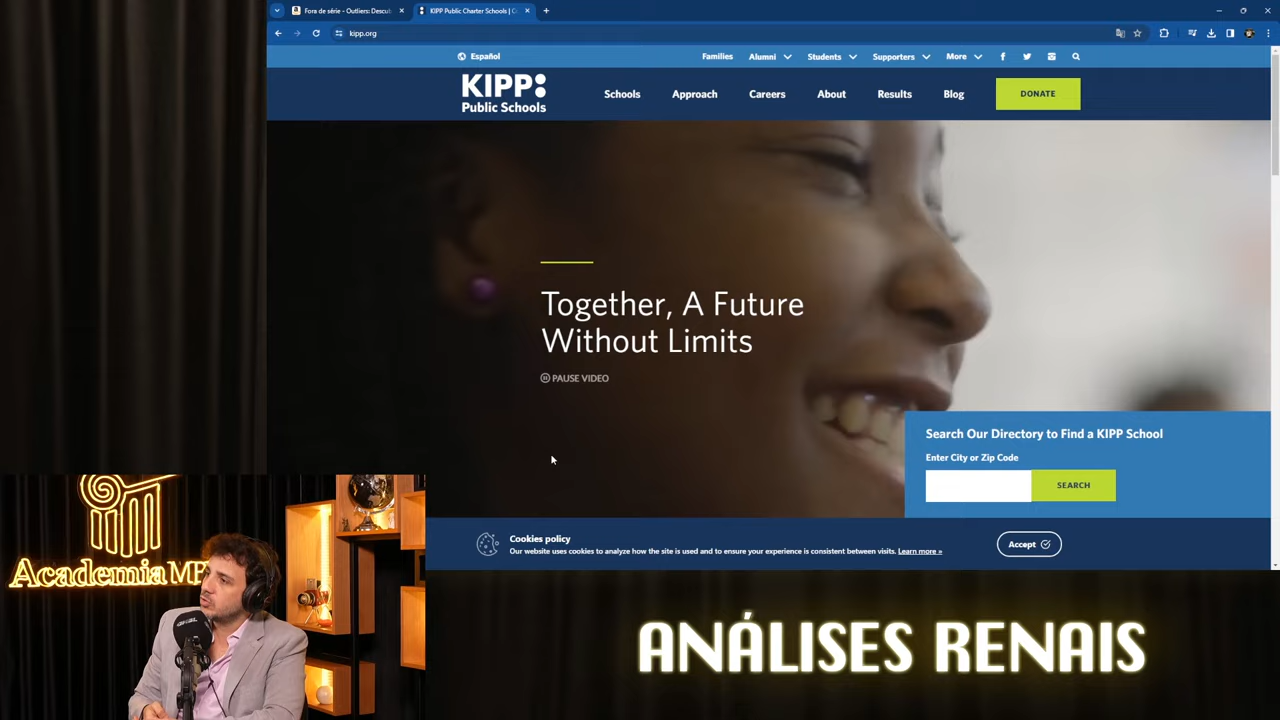 Fora de série - Outliers: Descub
KIPP Public Charter Schools | C
kipp.org
Español
Families
Alumni
Students
Supporters
More
KIPP:
Public Schools
Schools
Approach
Careers
About
Results
Blog
DONATE
Together, A Future
Without Limits
PAUSE VIDEO
Search Our Directory to Find a KIPP School
Enter City or Zip Code
SEARCH
Cookies policy
Our website uses cookies to analyze how the site is used and to ensure your experience is consistent between visits. Learn more »
Accept
Academia
ANÁLISES RENAIS